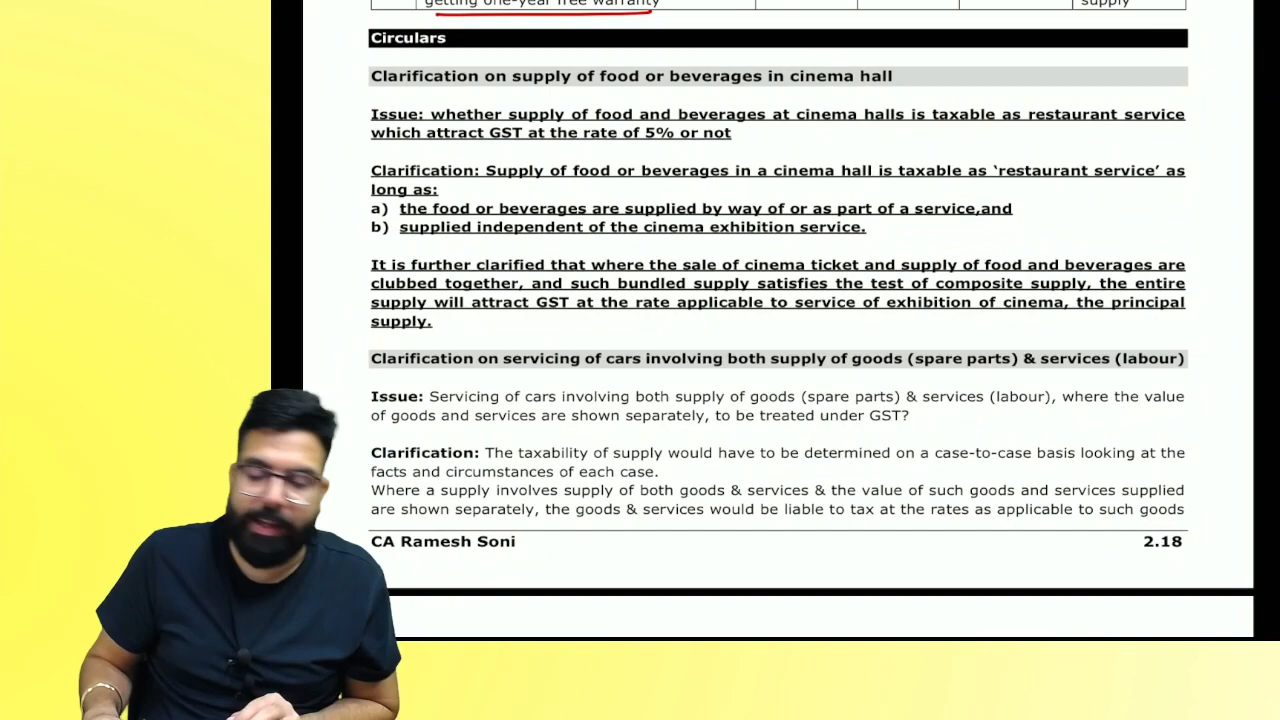 getting one-year free warranty
supply
Circulars
Clarification on supply of food or beverages in cinema hall
Issue: whether supply of food and beverages at cinema halls is taxable as restaurant service
which attract GST at the rate of 5% or not
Clarification: Supply of food or beverages in a cinema hall is taxable as ‘restaurant service’ as
long as:
a) the food or beverages are supplied by way of or as part of a service,and
b) supplied independent of the cinema exhibition service.
It is further clarified that where the sale of cinema ticket and supply of food and beverages are
clubbed together, and such bundled supply satisfies the test of composite supply, the entire
supply will attract GST at the rate applicable to service of exhibition of cinema, the principal
supply.
Clarification on servicing of cars involving both supply of goods (spare parts) & services (labour)
Issue: Servicing of cars involving both supply of goods (spare parts) & services (labour), where the value
of goods and services are shown separately, to be treated under GST?
Clarification: The taxability of supply would have to be determined on a case-to-case basis looking at the
facts and circumstances of each case.
Where a supply involves supply of both goods & services & the value of such goods and services supplied
are shown separately, the goods & services would be liable to tax at the rates as applicable to such goods
CA Ramesh Soni
2.18